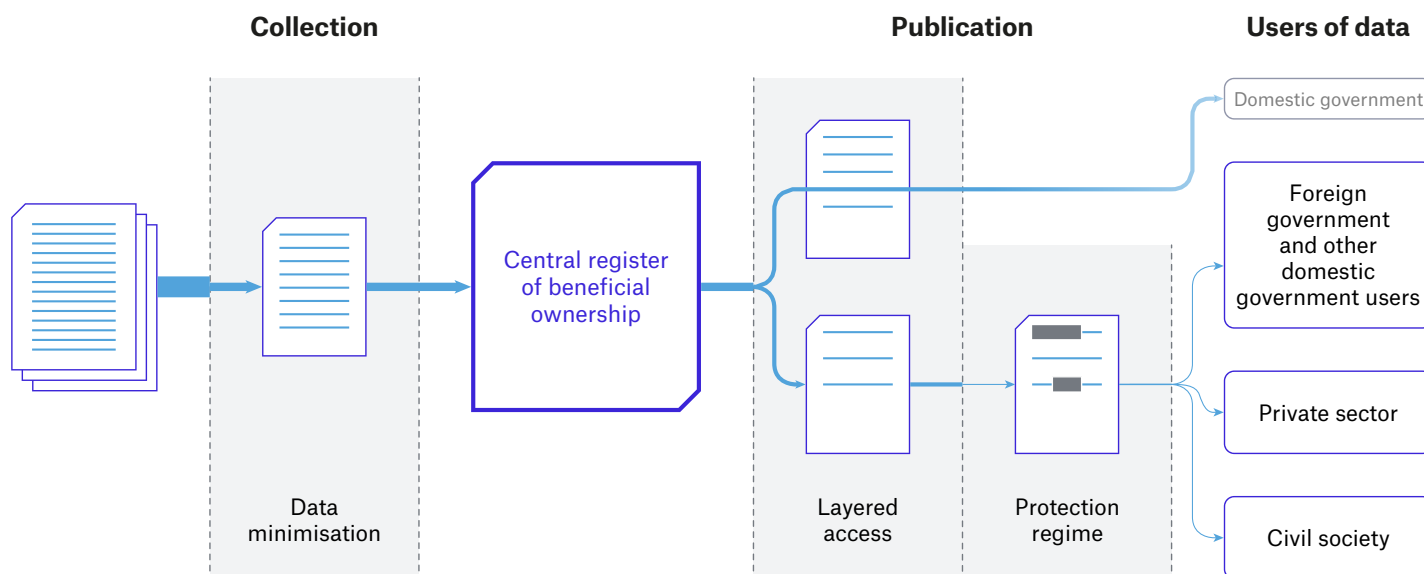 Collection
Publication
Users of data
Domestic government
Foreign
government
and other
domestic
government users
Central register
of beneficial
ownership
Private sector
Data
minimisation
Layered
access
Protection
regime
Civil society